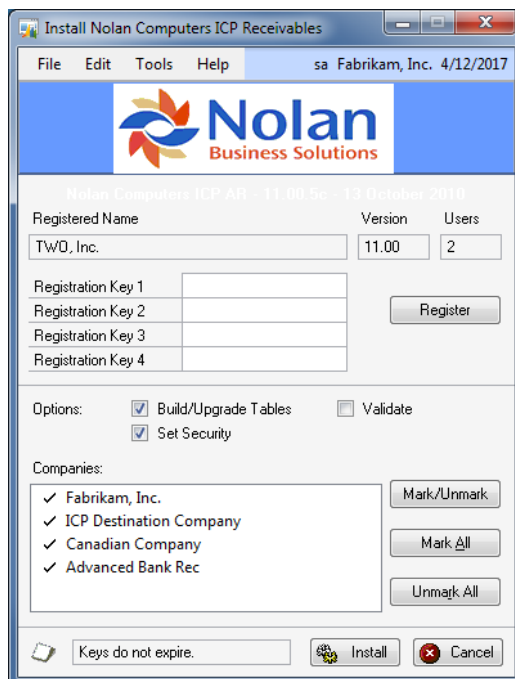 Install Nolan Computers ICP Receivables
File Edit Tools Help sa Fabrikam, Inc. 4/12/2017
Nolan
Business Solutions
Nolan Computers ICP AR - 11.00.5c - 13 October 2010
Registered Name Version Users
TWO, Inc. 11.00 2
Registration Key 1
Registration Key 2
Register
Registration Key 3
Registration Key 4
Options: Build/Upgrade Tables Validate
Set Security
Companies:
Fabrikam, Inc. Mark/Unmark
ICP Destination Company
Canadian Company Mark All
Advanced Bank Rec
Unmark All
Keys do not expire. Install Cancel